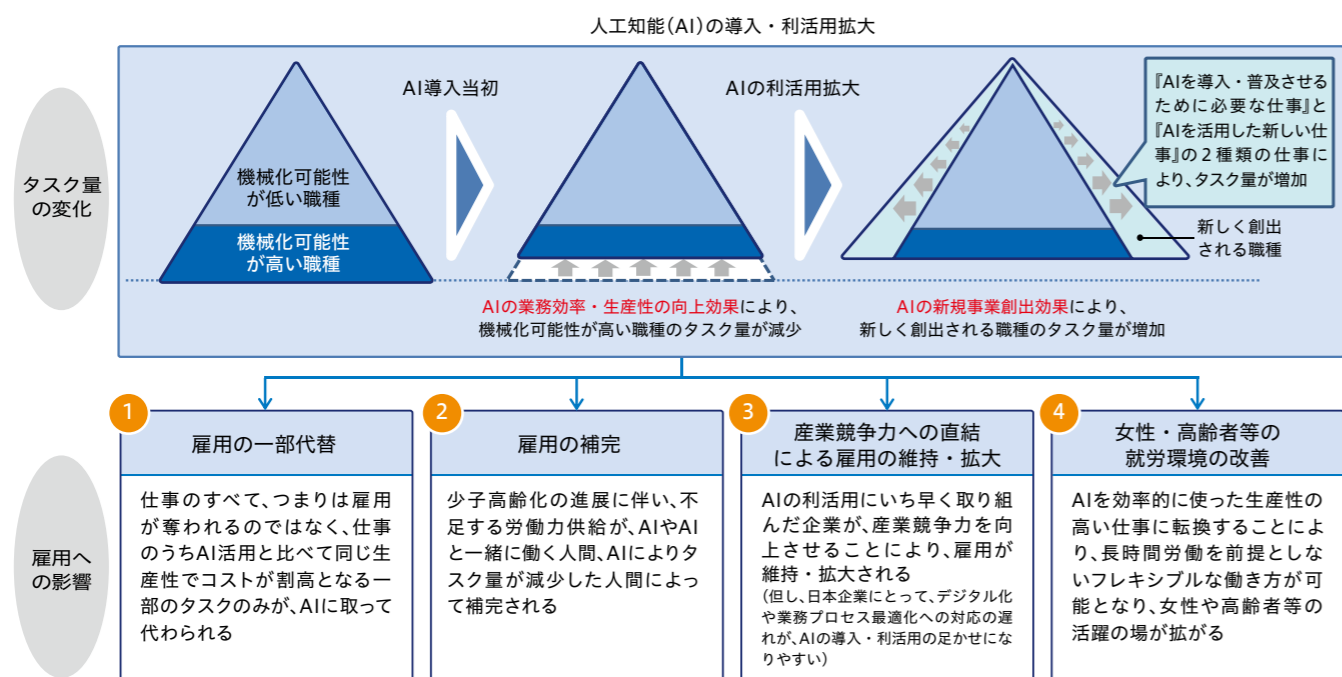 人工知能(AI)の導入・利活用拡大
タスク量
の変化
機械化可能性
が低い職種
機械化可能性
が高い職種
AI導入当初
AIの業務効率・生産性の向上効果により、
機械化可能性が高い職種のタスク量が減少
AIの利活用拡大
『AIを導入・普及させる
ために必要な仕事』と
『AIを活用した新しい仕
事』の2種類の仕事によ
り、タスク量が増加
新しく創出
される職種
AIの新規事業創出効果により、
新しく創出される職種のタスク量が増加
雇用へ
の影響
1
雇用の一部代替
仕事のすべて、つまりは雇用
が奪われるのではなく、仕事
のうちAI活用と比べて同じ生
産性でコストが割高となる一
部のタスクのみが、AIに取って
代わられる
2
雇用の補完
少子高齢化の進展に伴い、不
足する労働力供給が、AIやAI
と一緒に働く人間、AIによりタ
スク量が減少した人間によっ
て補完される
3
産業競争力への直結
による雇用の維持・拡大
AIの利活用にいち早く取り組
んだ企業が、産業競争力を向
上させることにより、雇用が
維持・拡大される
(但し、日本企業にとって、デジタル化
や業務プロセス最適化への対応の遅
れが、AIの導入・利活用の足かせにな
りやすい)
4
女性・高齢者等の
就労環境の改善
AIを効率的に使った生産性の
高い仕事に転換することによ
り、長時間労働を前提としな
いフレキシブルな働き方が可
能となり、女性や高齢者等の
活躍の場が拡がる